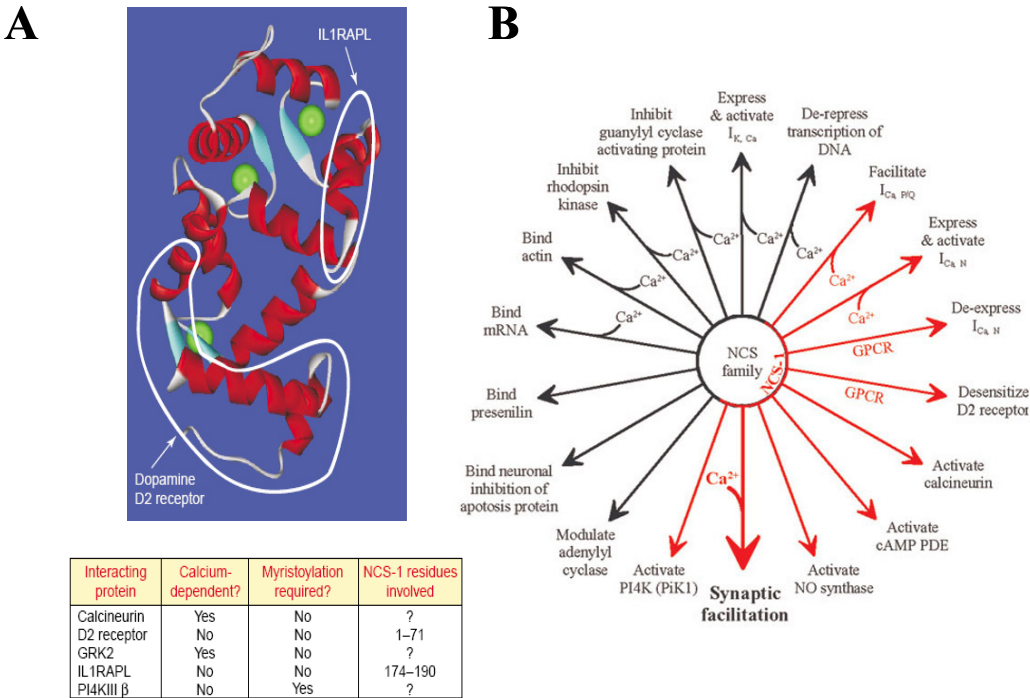 A
IL1RAPL
Dopamine
D2 receptor
Interacting protein Calcium-dependent? Myristoylation required? NCS-1 residues involved
Calcineurin Yes No ?
D2 receptor No No 1–71
GRK2 Yes No ?
IL1RAPL No No 174–190
PI4KIII β No Yes ?
B
Express
& activate
I K, Ca
De-repress
transcription of
DNA
Facilitate
I Ca, P/Q
Express
& activate
I Ca, N
De-express
I Ca, N
Desensitize
D2 receptor
Activate
calcineurin
Activate
cAMP PDE
Activate
NO synthase
Synaptic
facilitation
Activate
PI4K (PiK1)
Modulate
adenylyl
cyclase
Bind neuronal
inhibition of
apotosis protein
Bind
presenilin
Bind
mRNA
Bind
actin
Inhibit
rhodopsin
kinase
Inhibit
guanylyl cyclase
activating protein
Ca²⁺
Ca²⁺
Ca²⁺
Ca²⁺
Ca²⁺
Ca²⁺
Ca²⁺
Ca²⁺
GPCR
GPCR
Ca²⁺
NCS
family
NCS-1